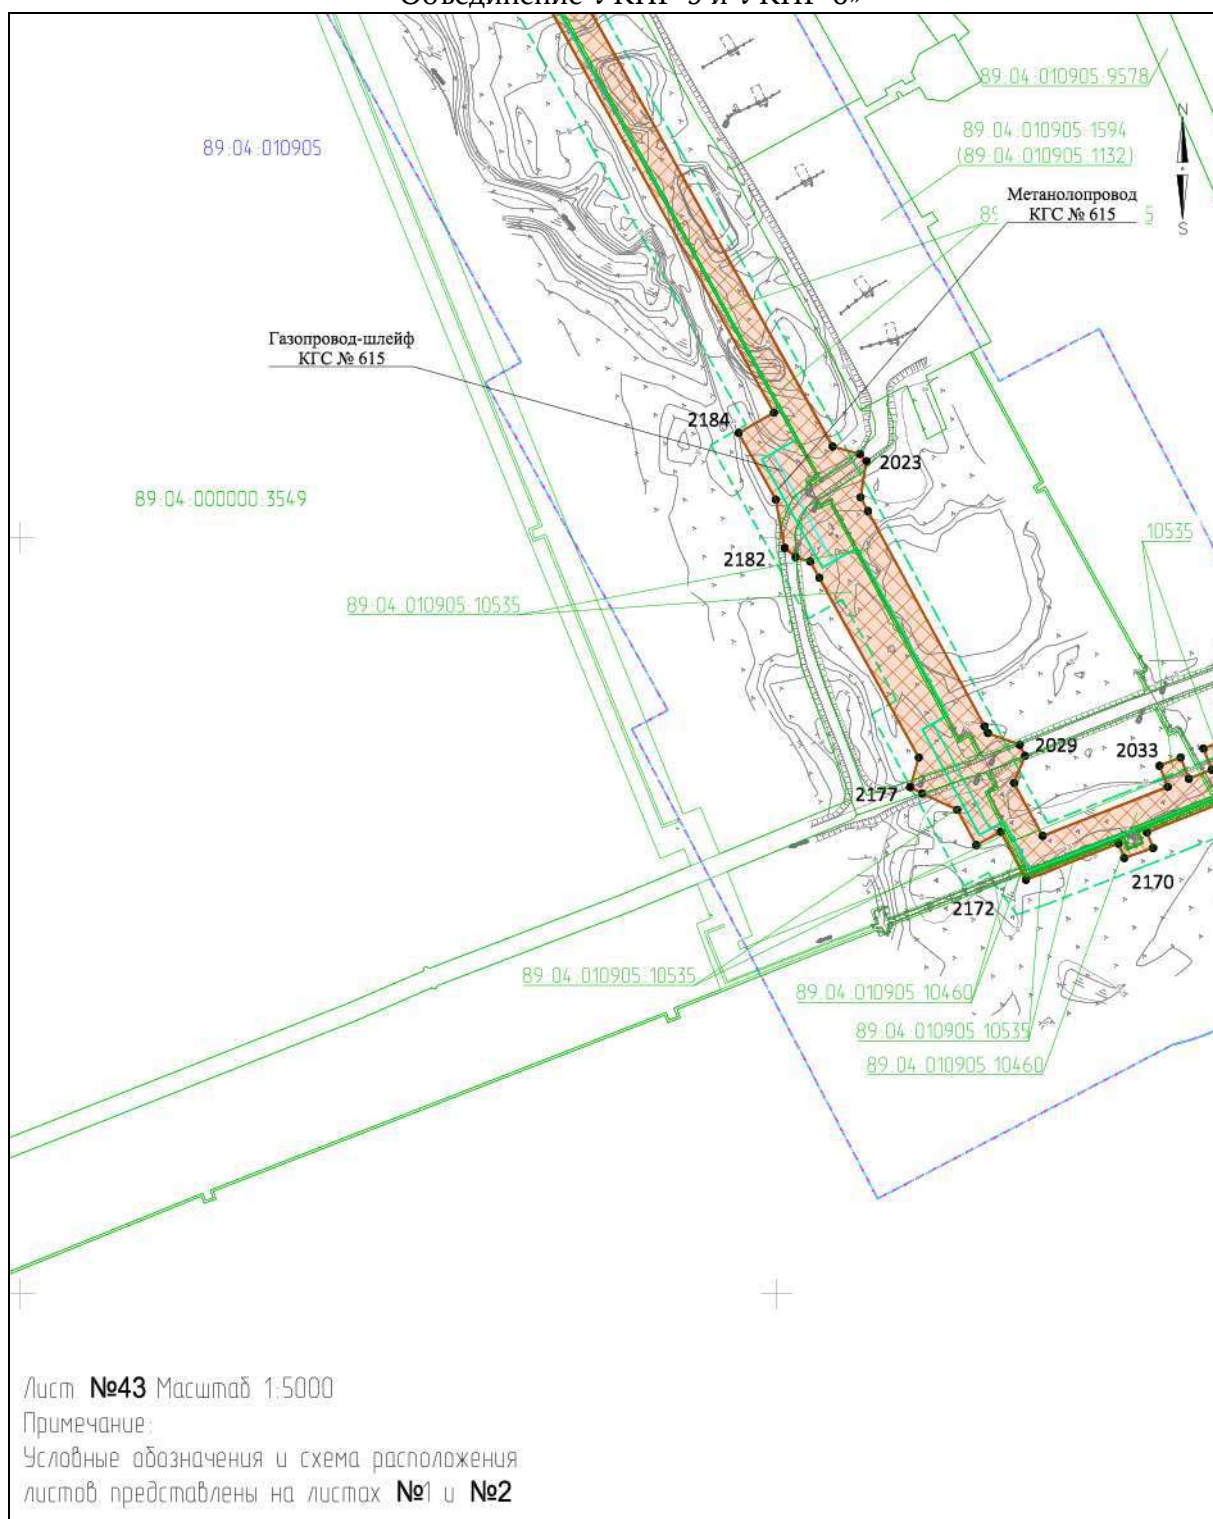 Объединение УКПГ-5 и УКПГ-6»
89:04:010905:9578
89:04:010905
89:04:010905:1594
(89:04:010905:1132)
N
Метанолопровод
КГС № 615
S
Газопровод-шлейф
КГС № 615
2184
2023
89:04:000000:3549
10535
2182
89:04:010905:10535
2029
2033
2177
2170
2172
89:04:010905:10535
89:04:010905:10460
89:04:010905:10535
89:04:010905:10460
Лист №43 Масштаб 1:5000
Примечание:
Условные обозначения и схема расположения
листов представлены на листах №1 и №2